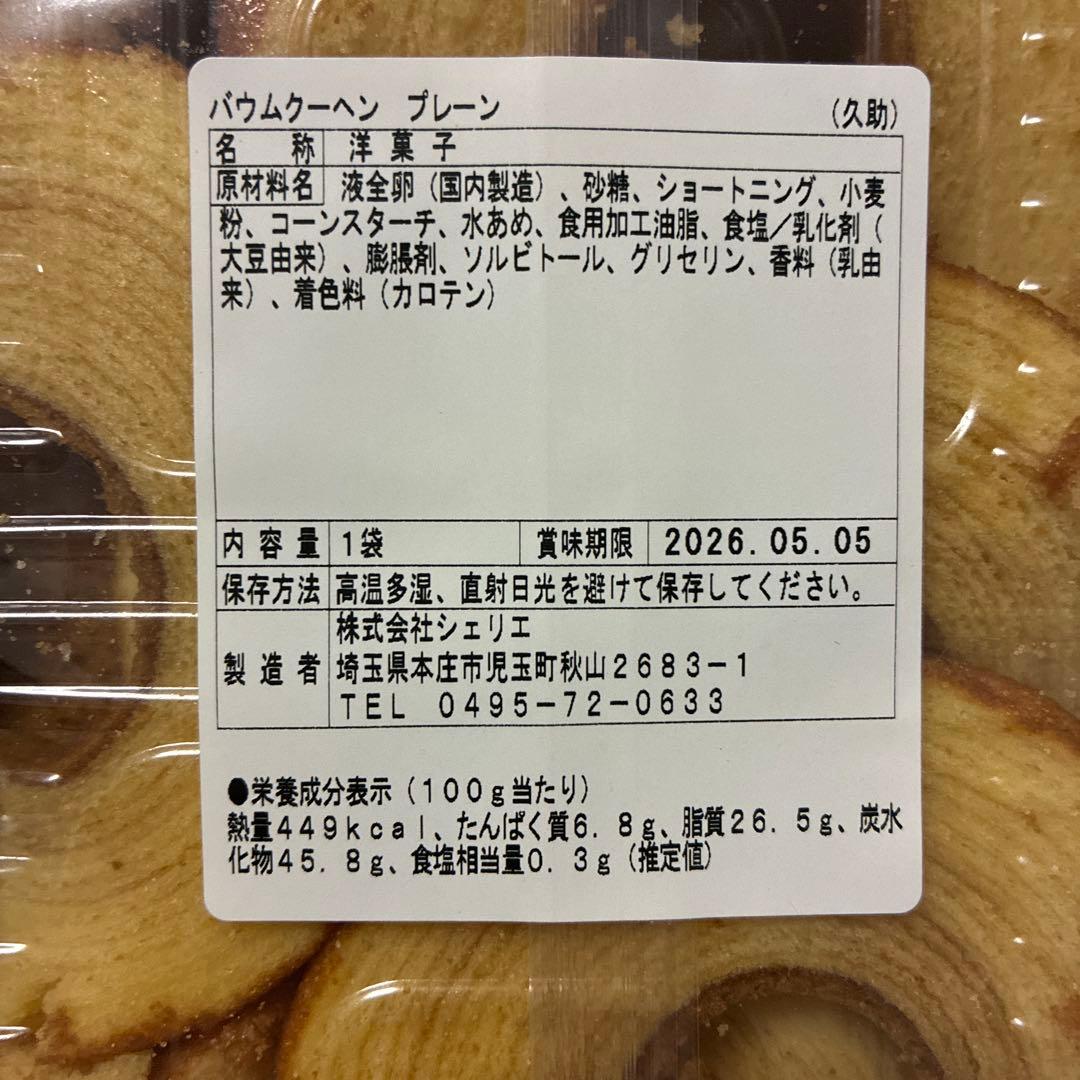 バウムクーヘン プレーン (久助)
名称 洋菓子
原材料名 液全卵(国内製造)、砂糖、ショートニング、小麦
粉、コーンスターチ、水あめ、食用加工油脂、食塩/乳化剤(
大豆由来)、膨脹剤、ソルビトール、グリセリン、香料(乳由
来)、着色料(カロテン)
内容量 1袋 賞味期限 2026.05.05
保存方法 高温多湿、直射日光を避けて保存してください。
株式会社シェリエ
製造者 埼玉県本庄市児玉町秋山2683-1
TEL 0495-72-0633
●栄養成分表示(100g当たり)
熱量449kcal、たんぱく質6.8g、脂質26.5g、炭水
化物45.8g、食塩相当量0.3g(推定値)